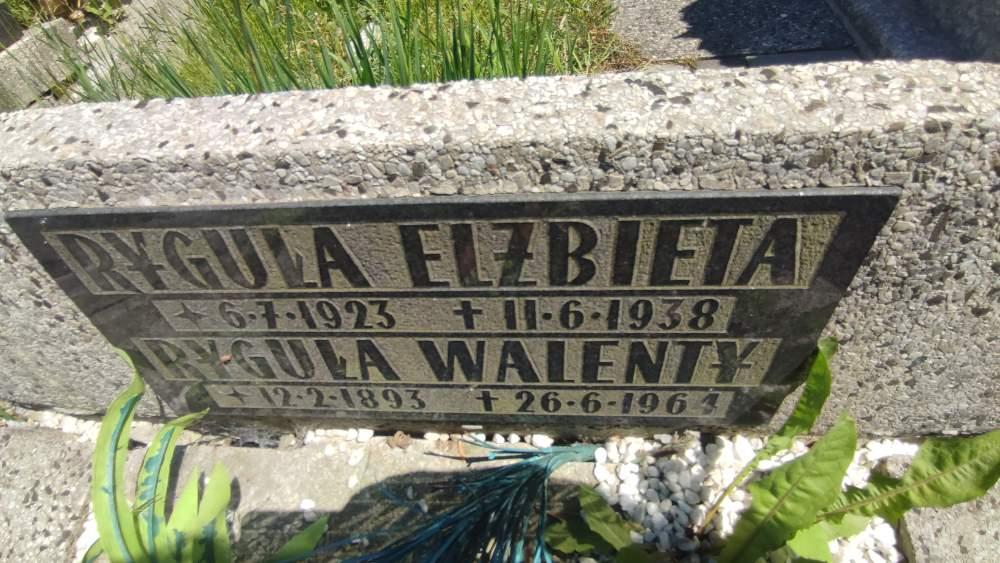 RYGUŁA ELŻBIETA
* 6·7·1923 ✝ 11·6·1938
RYGUŁA WALENTY
* 12·2·1893 ✝ 26·6·1964